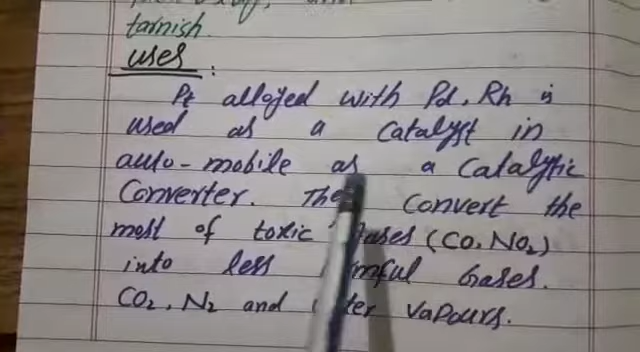 tarnish.
uses :
Pt alloyed with Pd, Rh is
used as a catalyst in
auto-mobile as a Catalytic
Converter. The convert the
most of toxic (CO, NO2)
into less Gases.
CO2, N2 and Vapours.